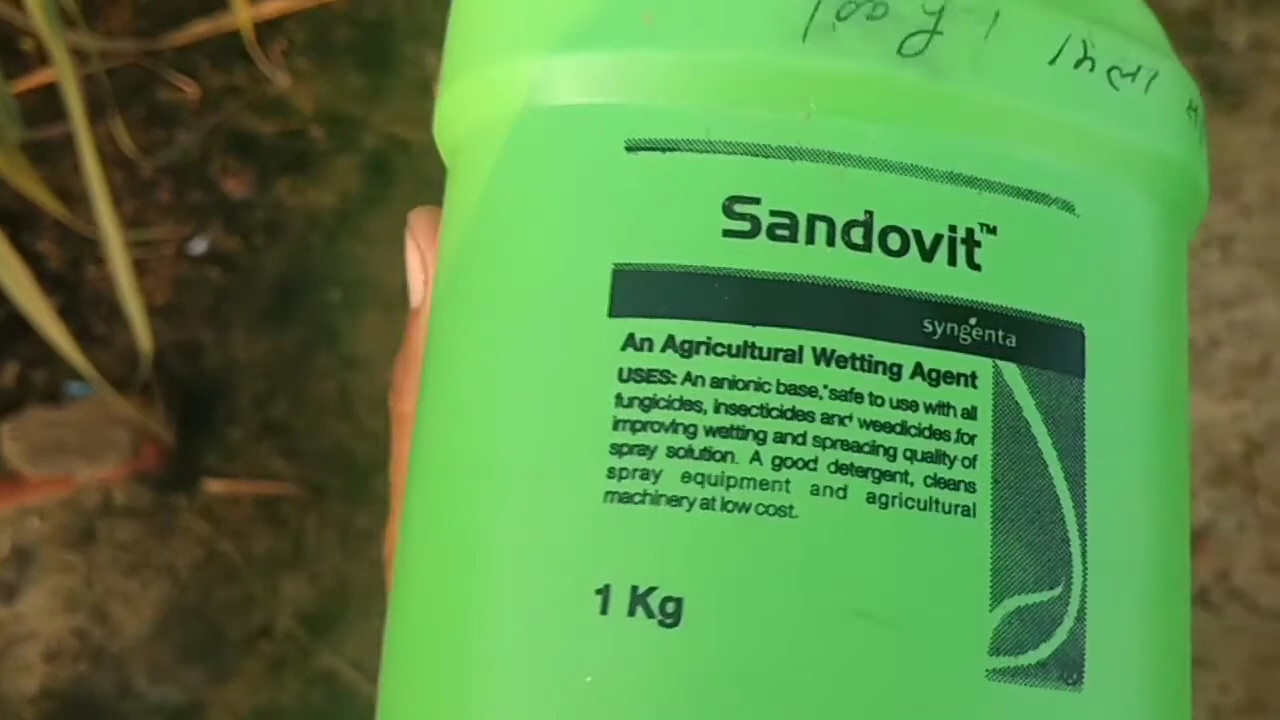 Sandovit™
syngenta
An Agricultural Wetting Agent
USES: An anionic base, safe to use with all
fungicides, insecticides and weedicides for
improving wetting and spreading quality of
spray solution. A good detergent, cleans
spray equipment and agricultural
machinery at low cost.
1 Kg